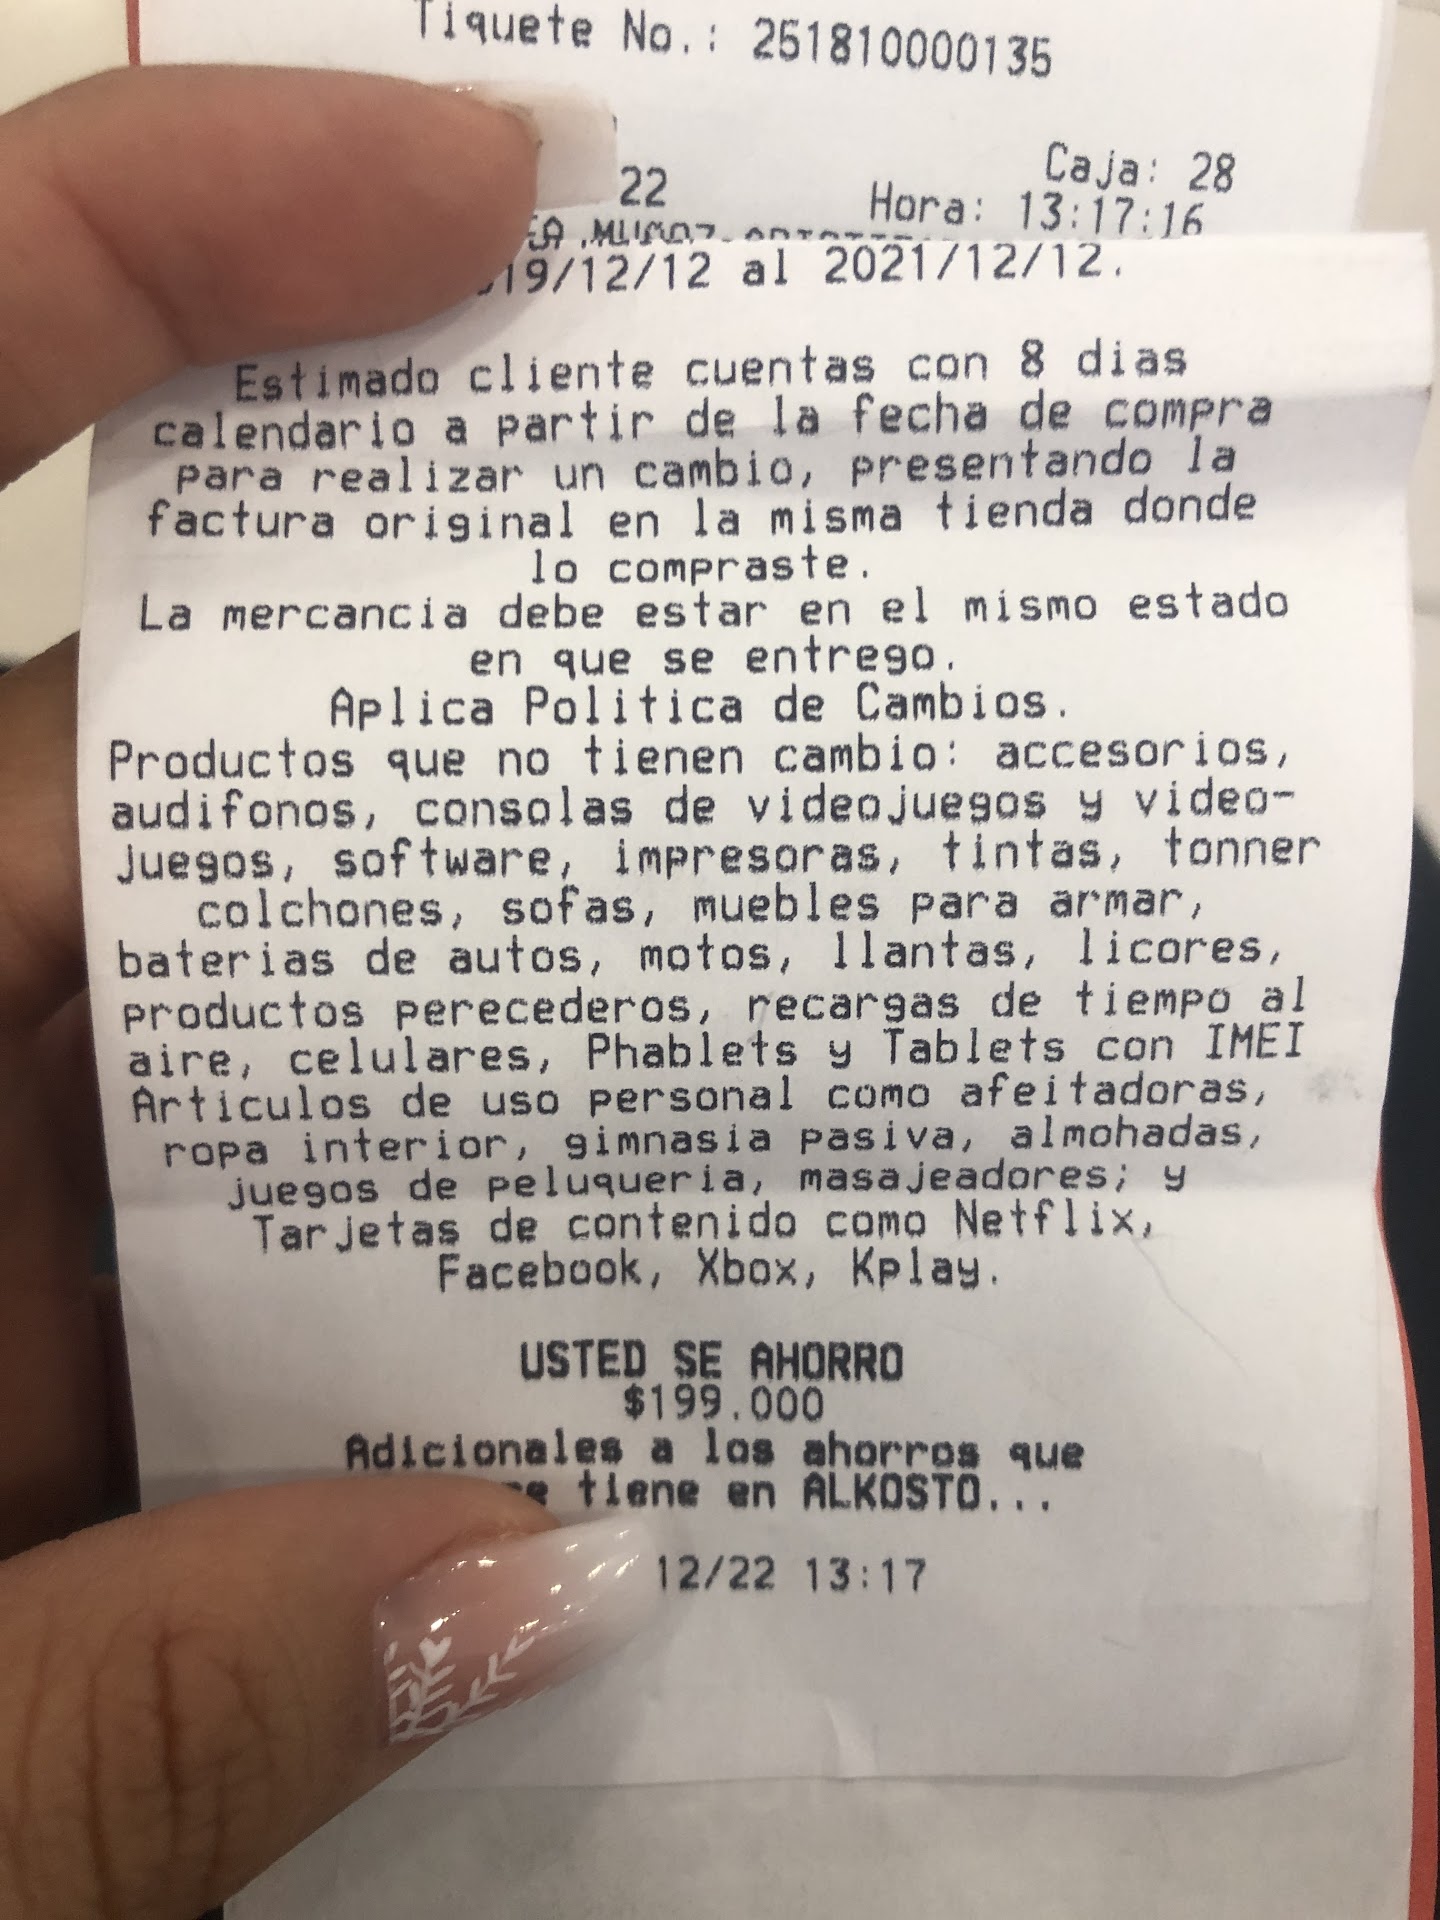 Tiquete No.: 251810000135
Caja: 28
22 Hora: 13:17:16
19/12/12 al 2021/12/12.
Estimado cliente cuentas con 8 dias
calendario a partir de la fecha de compra
para realizar un cambio, presentando la
factura original en la misma tienda donde
lo compraste.
La mercancia debe estar en el mismo estado
en que se entrego.
Aplica Politica de Cambios.
Productos que no tienen cambio: accesorios,
audifonos, consolas de videojuegos y video-
juegos, software, impresoras, tintas, tonner
colchones, sofas, muebles para armar,
baterias de autos, motos, llantas, licores,
productos perecederos, recargas de tiempo al
aire, celulares, Phablets y Tablets con IMEI
Articulos de uso personal como afeitadoras,
ropa interior, gimnasia pasiva, almohadas,
juegos de peluqueria, masajeadores; y
Tarjetas de contenido como Netflix,
Facebook, Xbox, Kplay.
USTED SE AHORRO
$199.000
Adicionales a los ahorros que
tiene en ALKOSTO...
12/22 13:17